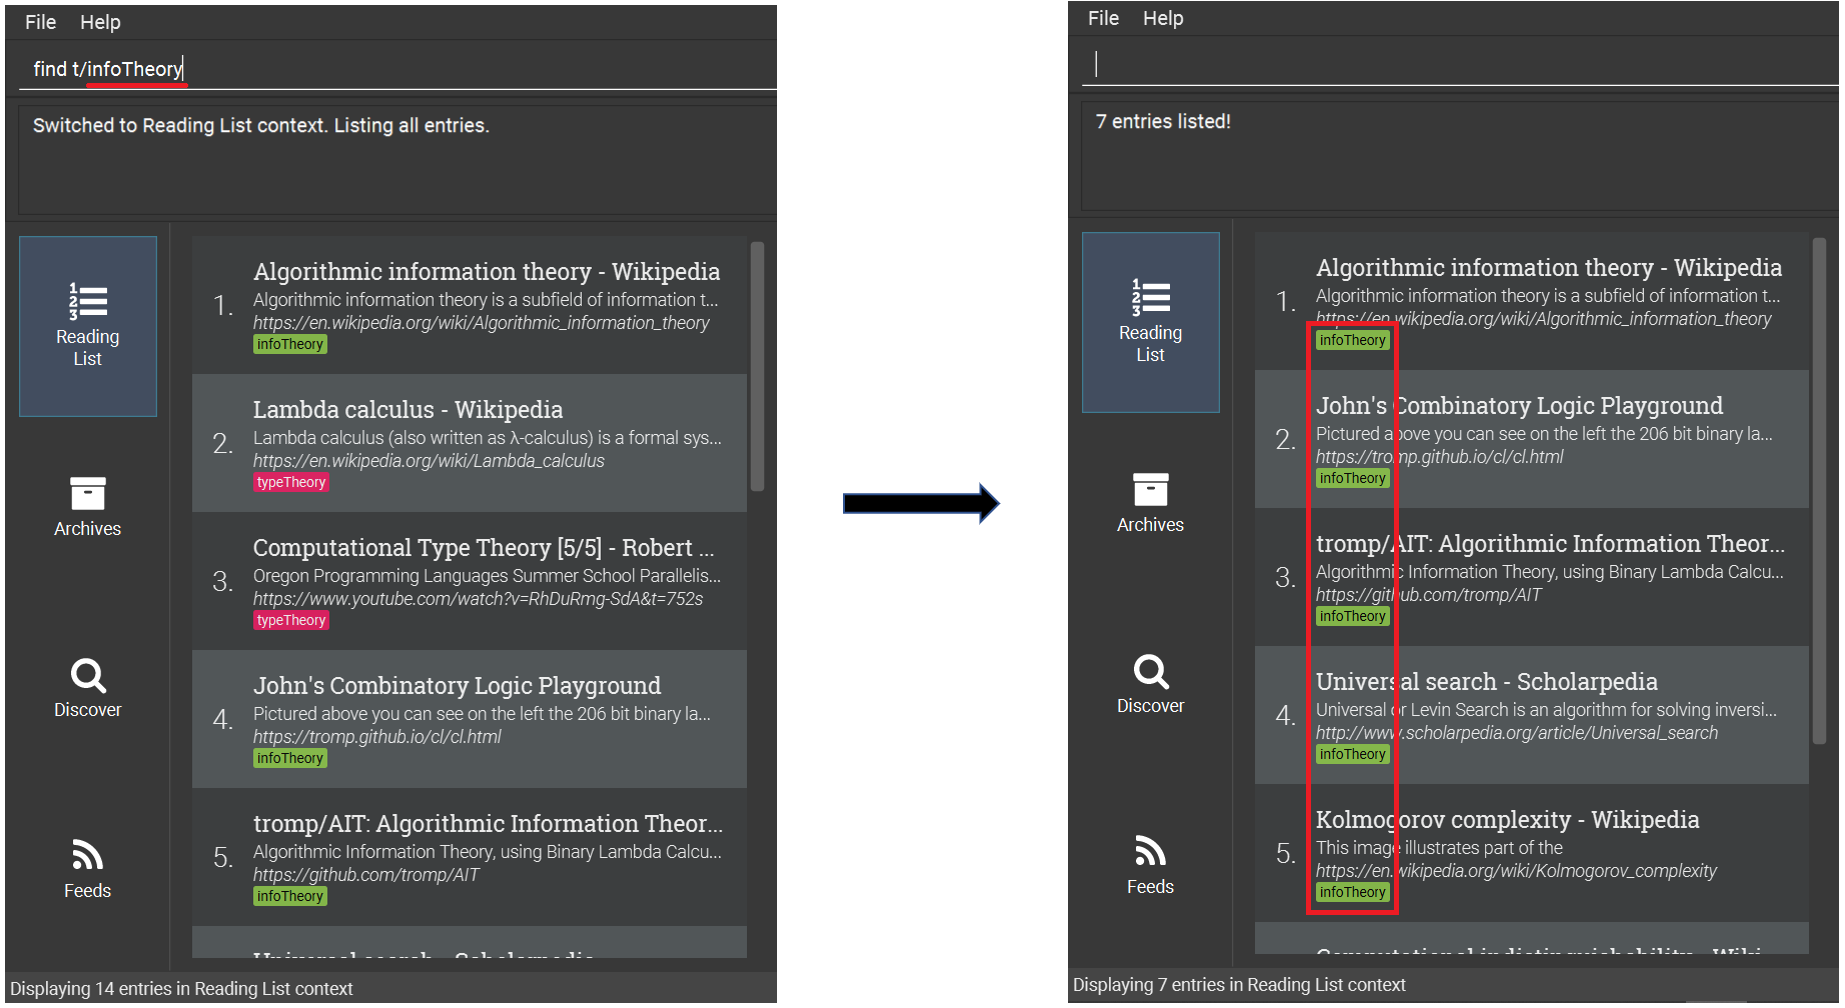 File Help
find t/infoTheory
Switched to Reading List context. Listing all entries.
Reading
List
Archives
Discover
Feeds
1.
Algorithmic information theory - Wikipedia
Algorithmic information theory is a subfield of information t...
https://en.wikipedia.org/wiki/Algorithmic_information_theory
infoTheory
2.
Lambda calculus - Wikipedia
Lambda calculus (also written as λ-calculus) is a formal sys...
https://en.wikipedia.org/wiki/Lambda_calculus
typeTheory
3.
Computational Type Theory [5/5] - Robert ...
Oregon Programming Languages Summer School Parallelis...
https://www.youtube.com/watch?v=RhDuRmg-SdA&t=752s
typeTheory
4.
John's Combinatory Logic Playground
Pictured above you can see on the left the 206 bit binary la...
https://tromp.github.io/cl/cl.html
infoTheory
5.
tromp/AIT: Algorithmic Information Theor...
Algorithmic Information Theory, using Binary Lambda Calcu...
https://github.com/tromp/AIT
infoTheory
Universal search - Scholarpedia
Displaying 14 entries in Reading List context
File Help
7 entries listed!
Reading
List
Archives
Discover
Feeds
1.
Algorithmic information theory - Wikipedia
Algorithmic information theory is a subfield of information t...
https://en.wikipedia.org/wiki/Algorithmic_information_theory
infoTheory
2.
John's Combinatory Logic Playground
Pictured above you can see on the left the 206 bit binary la...
https://tromp.github.io/cl/cl.html
infoTheory
3.
tromp/AIT: Algorithmic Information Theor...
Algorithmic Information Theory, using Binary Lambda Calcu...
https://github.com/tromp/AIT
infoTheory
4.
Universal search - Scholarpedia
Universal or Levin Search is an algorithm for solving inversi...
http://www.scholarpedia.org/article/Universal_search
infoTheory
5.
Kolmogorov complexity - Wikipedia
This image illustrates part of the
https://en.wikipedia.org/wiki/Kolmogorov_complexity
infoTheory
Computational indistinguishability - Wiki...
Displaying 7 entries in Reading List context